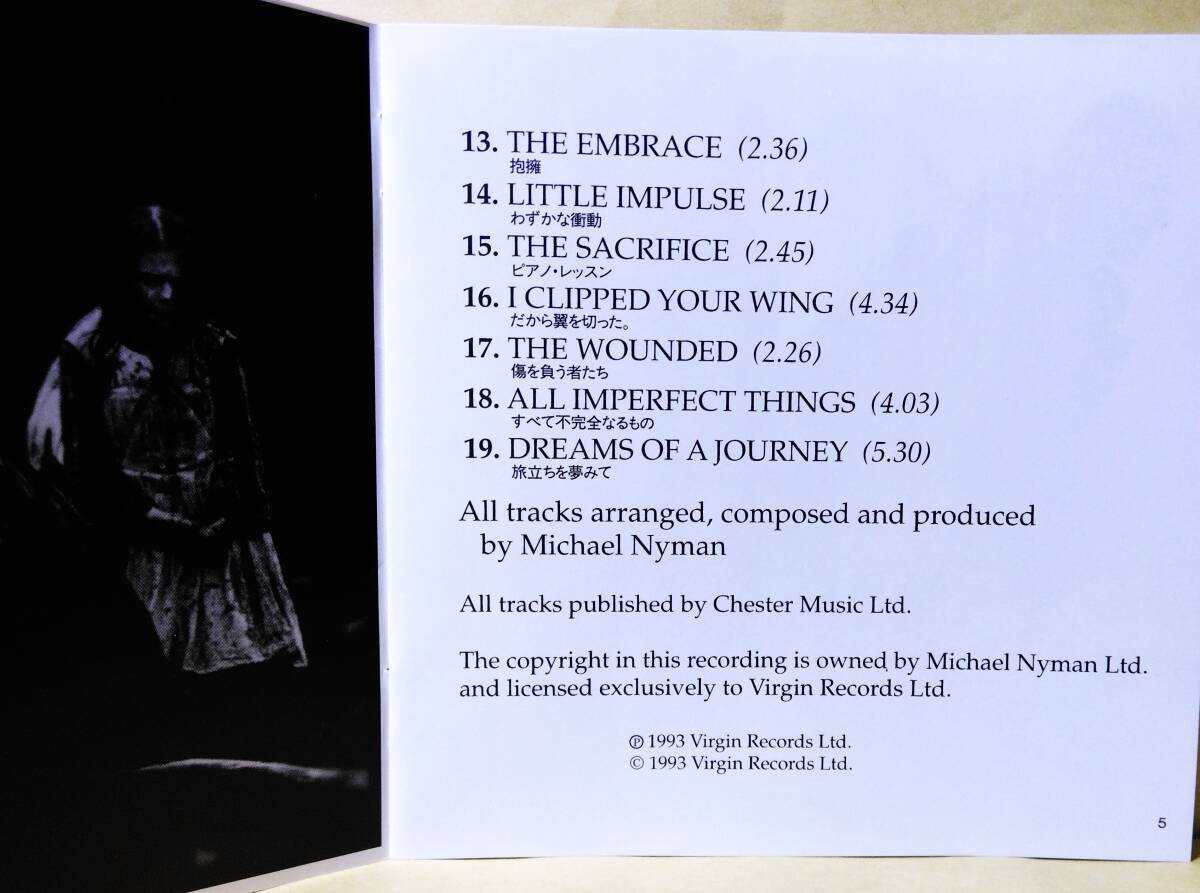 13. THE EMBRACE (2.36)
抱擁
14. LITTLE IMPULSE (2.11)
わずかな衝動
15. THE SACRIFICE (2.45)
ピアノ・レッスン
16. I CLIPPED YOUR WING (4.34)
だから翼を切った。
17. THE WOUNDED (2.26)
傷を負う者たち
18. ALL IMPERFECT THINGS (4.03)
すべて不完全なるもの
19. DREAMS OF A JOURNEY (5.30)
旅立ちを夢みて
All tracks arranged, composed and produced
by Michael Nyman
All tracks published by Chester Music Ltd.
The copyright in this recording is owned by Michael Nyman Ltd.
and licensed exclusively to Virgin Records Ltd.
℗ 1993 Virgin Records Ltd.
© 1993 Virgin Records Ltd.
5